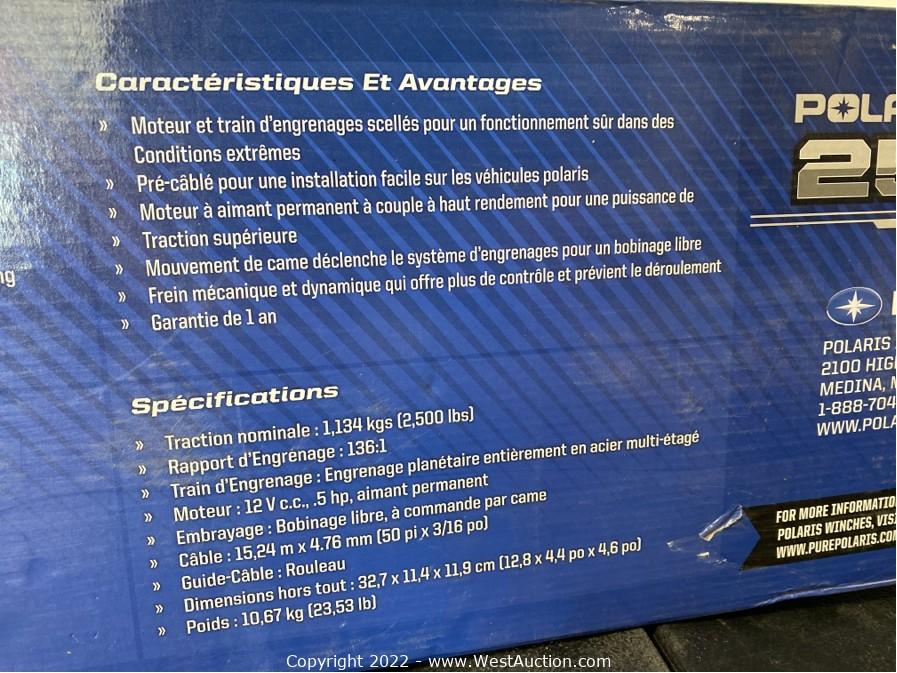 Caractéristiques Et Avantages
» Moteur et train d'engrenages scellés pour un fonctionnement sûr dans des
Conditions extrêmes
» Pré-câblé pour une installation facile sur les véhicules polaris
» Moteur à aimant permanent à couple à haut rendement pour une puissance de
» Traction supérieure
» Mouvement de came déclenche le système d'engrenages pour un bobinage libre
» Frein mécanique et dynamique qui offre plus de contrôle et prévient le déroulement
» Garantie de 1 an
Spécifications
» Traction nominale : 1,134 kgs (2,500 lbs)
» Rapport d'Engrenage : 136:1
» Train d'Engrenage : Engrenage planétaire entièrement en acier multi-étagé
» Moteur : 12 V c.c., .5 hp, aimant permanent
» Embrayage : Bobinage libre, à commande par came
» Câble : 15,24 m x 4.76 mm (50 pi x 3/16 po)
» Guide-Câble : Rouleau
» Dimensions hors tout : 32,7 x 11,4 x 11,9 cm (12,8 x 4,4 po x 4,6 po)
» Poids : 10,67 kg (23,53 lb)
ng
POLA
25
POLARIS
2100 HIG
MEDINA,
1-888-704
WWW.POLA
FOR MORE INFORMATIO
POLARIS WINCHES, VIS
WWW.PUREPOLARIS.CO
Copyright 2022 - www.WestAuction.com